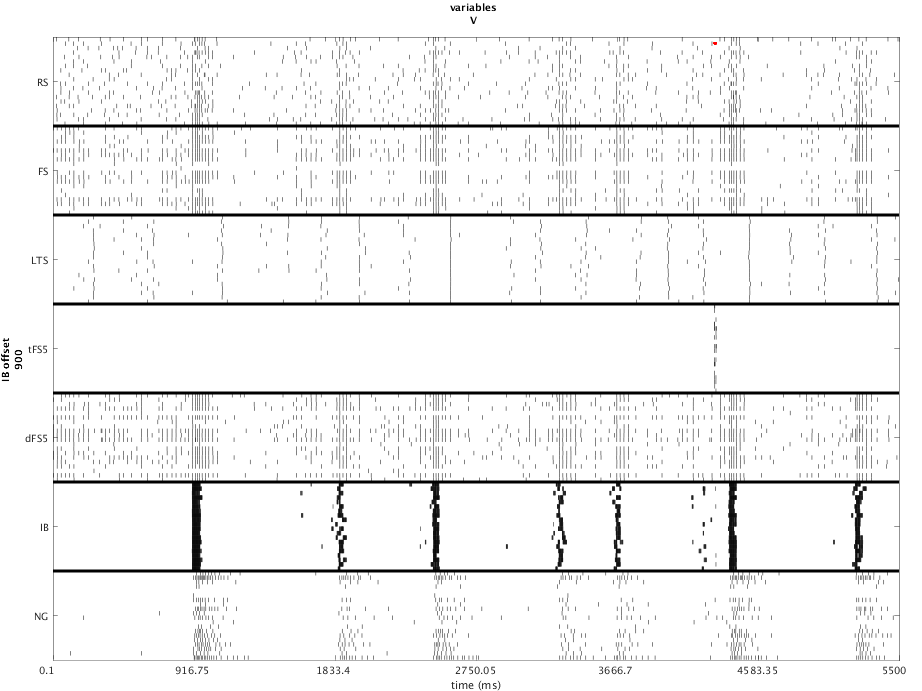 variables
V
RS
FS
LTS
tFS5
dFS5
IB
NG
IB offset
900
0.1 916.75 1833.4 2750.05 3666.7 4583.35 5500
time (ms)